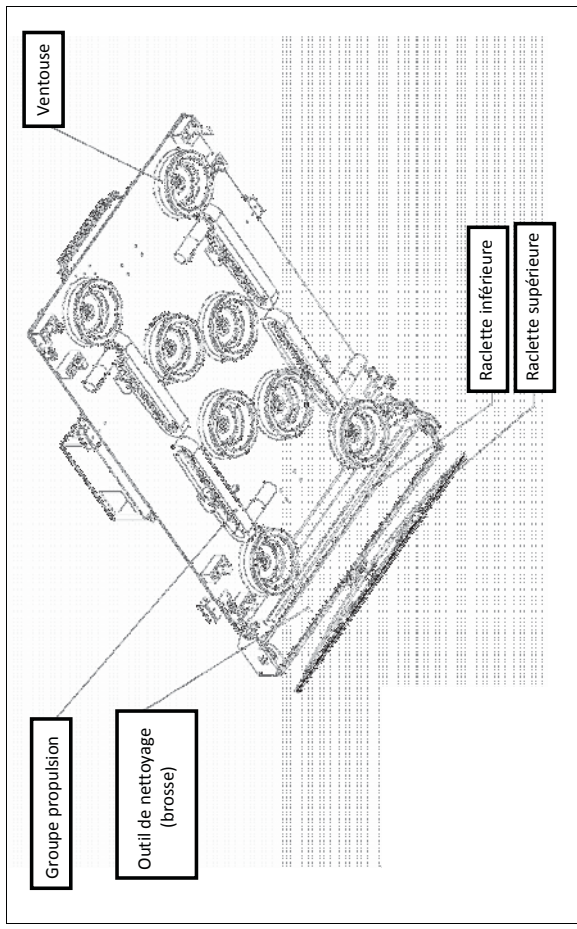 Ventouse
Raclette inférieure
Raclette supérieure
Groupe propulsion
Outil de nettoyage
(brosse)